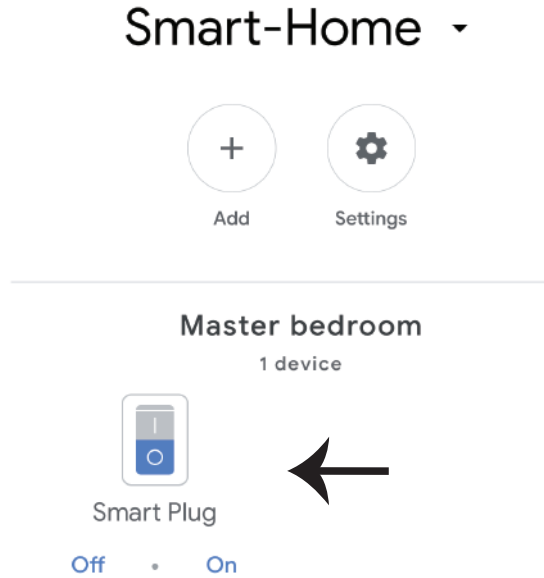 Smart-Home
Add Settings
Master bedroom
1 device
Smart Plug
Off • On